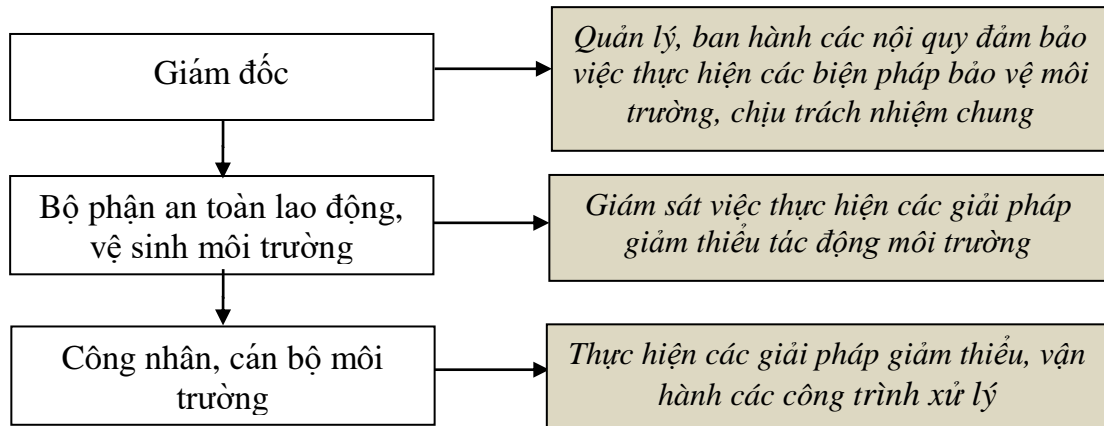 Giám đốc
Quản lý, ban hành các nội quy đảm bảo
việc thực hiện các biện pháp bảo vệ môi
trường, chịu trách nhiệm chung
Bộ phận an toàn lao động,
vệ sinh môi trường
Giám sát việc thực hiện các giải pháp
giảm thiểu tác động môi trường
Công nhân, cán bộ môi
trường
Thực hiện các giải pháp giảm thiểu, vận
hành các công trình xử lý